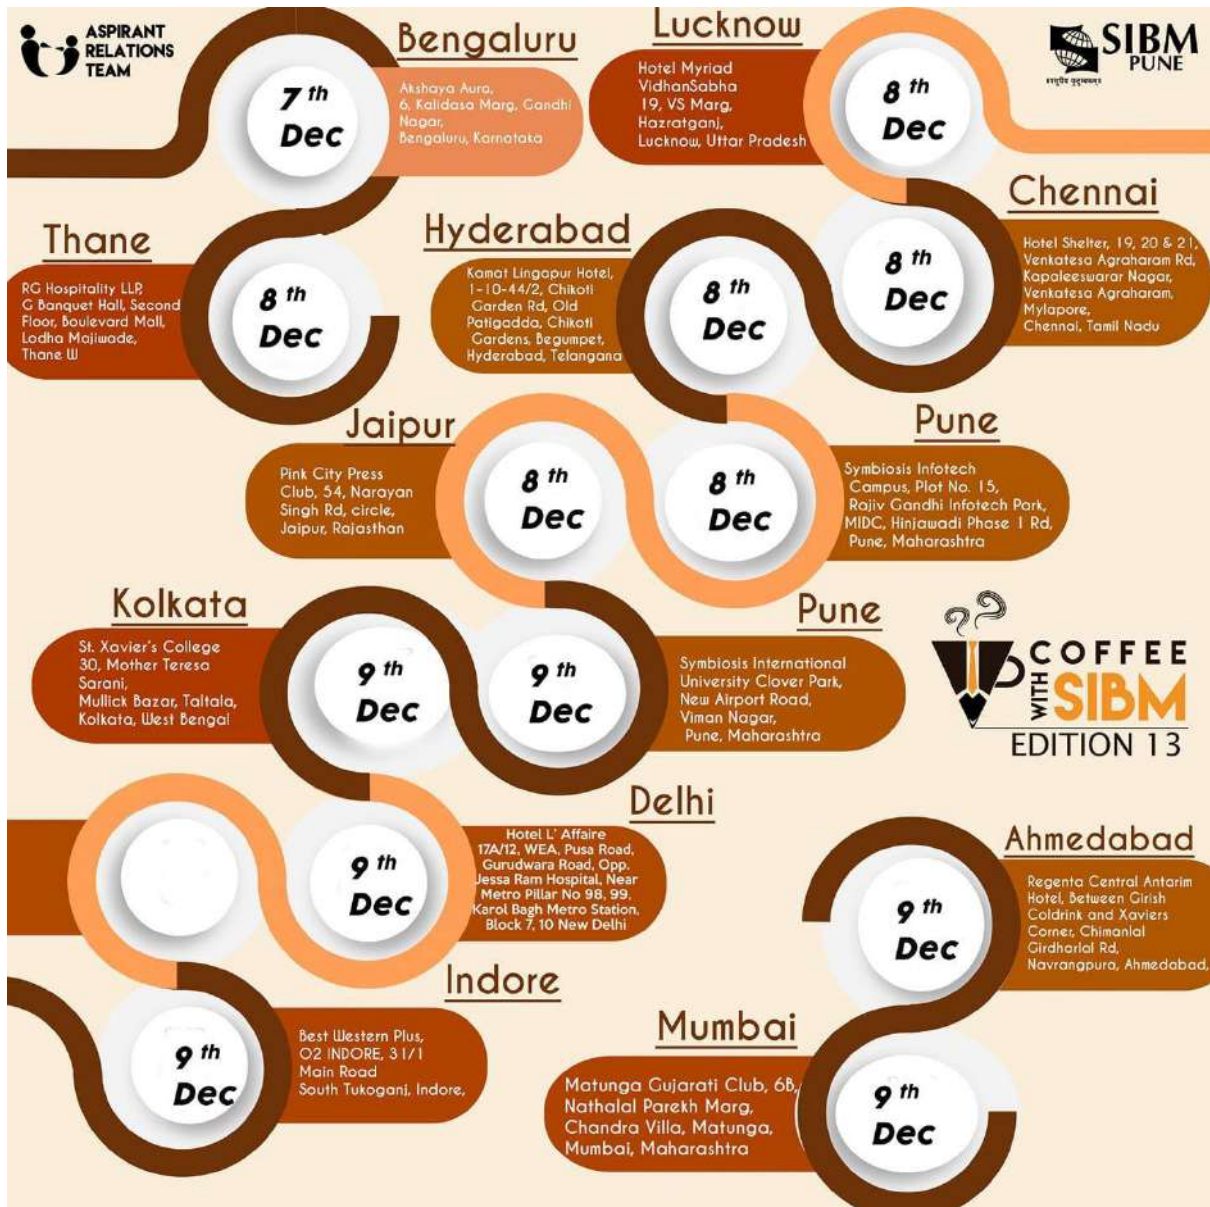 ASPIRANT
RELATIONS
TEAM
Bengaluru
7 th
Dec
Akshaya Aura,
6, Kalidasa Marg, Gandhi
Nagar,
Bengaluru, Karnataka
Lucknow
Hotel Myriad
VidhanSabha
19, VS Marg,
Hazratganj,
Lucknow, Uttar Pradesh
8 th
Dec
SIBM
PUNE
Thane
RG Hospitality LLP,
G Banquet Hall, Second
Floor, Boulevard Mall,
Lodha Majiwade,
Thane W
8 th
Dec
Hyderabad
Kamat Lingapur Hotel,
1-10-44/2, Chikoti
Garden Rd, Old
Patigadda, Chikoti
Gardens, Begumpet,
Hyderabad, Telangana
8 th
Dec
Chennai
8 th
Dec
Hotel Shelter, 19, 20 & 21,
Venkatesa Agraharam Rd,
Kapaleeswarar Nagar,
Venkatesa Agraharam,
Mylapore,
Chennai, Tamil Nadu
Jaipur
Pink City Press
Club, 54, Narayan
Singh Rd, circle,
Jaipur, Rajasthan
8 th
Dec
Pune
8 th
Dec
Symbiosis Infotech
Campus, Plot No. 15,
Rajiv Gandhi Infotech Park,
MIDC, Hinjawadi Phase 1 Rd,
Pune, Maharashtra
Kolkata
St. Xavier's College
30, Mother Teresa
Sarani,
Mullick Bazar, Taltala,
Kolkata, West Bengal
9 th
Dec
Pune
9 th
Dec
Symbiosis International
University Clover Park,
New Airport Road,
Viman Nagar,
Pune, Maharashtra
COFFEE
WITH
SIBM
EDITION 13
Delhi
9 th
Dec
Hotel L' Affaire
17A/12, WEA, Pusa Road,
Gurudwara Road, Opp.
Jessa Ram Hospital, Near
Metro Pillar No 98, 99,
Karol Bagh Metro Station,
Block 7, 10 New Delhi
Ahmedabad
9 th
Dec
Regenta Central Antarim
Hotel, Between Girish
Coldrink and Xaviers
Corner, Chimanlal
Girdharlal Rd,
Navrangpura, Ahmedabad,
Indore
9 th
Dec
Best Western Plus,
O2 INDORE, 31/1
Main Road
South Tukoganj, Indore,
Mumbai
Matunga Gujarati Club, 6B,
Nathalal Parekh Marg,
Chandra Villa, Matunga,
Mumbai, Maharashtra
9 th
Dec